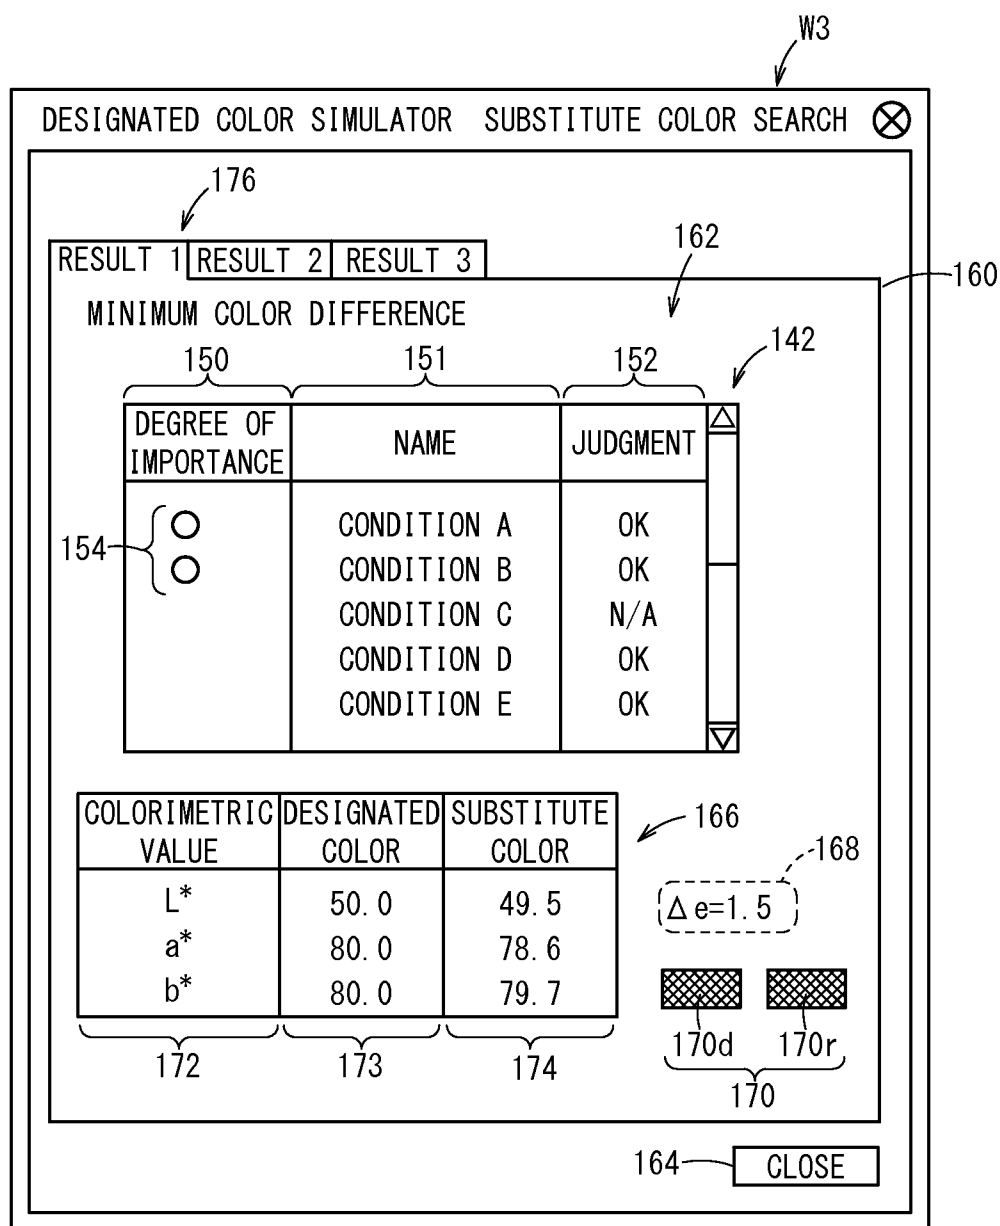 W3
DESIGNATED COLOR SIMULATOR SUBSTITUTE COLOR SEARCH
176
RESULT 1 RESULT 2 RESULT 3
162
160
MINIMUM COLOR DIFFERENCE
142
150 151 152
DEGREE OF
IMPORTANCE NAME JUDGMENT
154
CONDITION A OK
CONDITION B OK
CONDITION C N/A
CONDITION D OK
CONDITION E OK
COLORIMETRIC DESIGNATED SUBSTITUTE
VALUE COLOR COLOR
166
168
L* 50.0 49.5
Δe=1.5
a* 80.0 78.6
b* 80.0 79.7
170d 170r
172 173 174
170
164 CLOSE